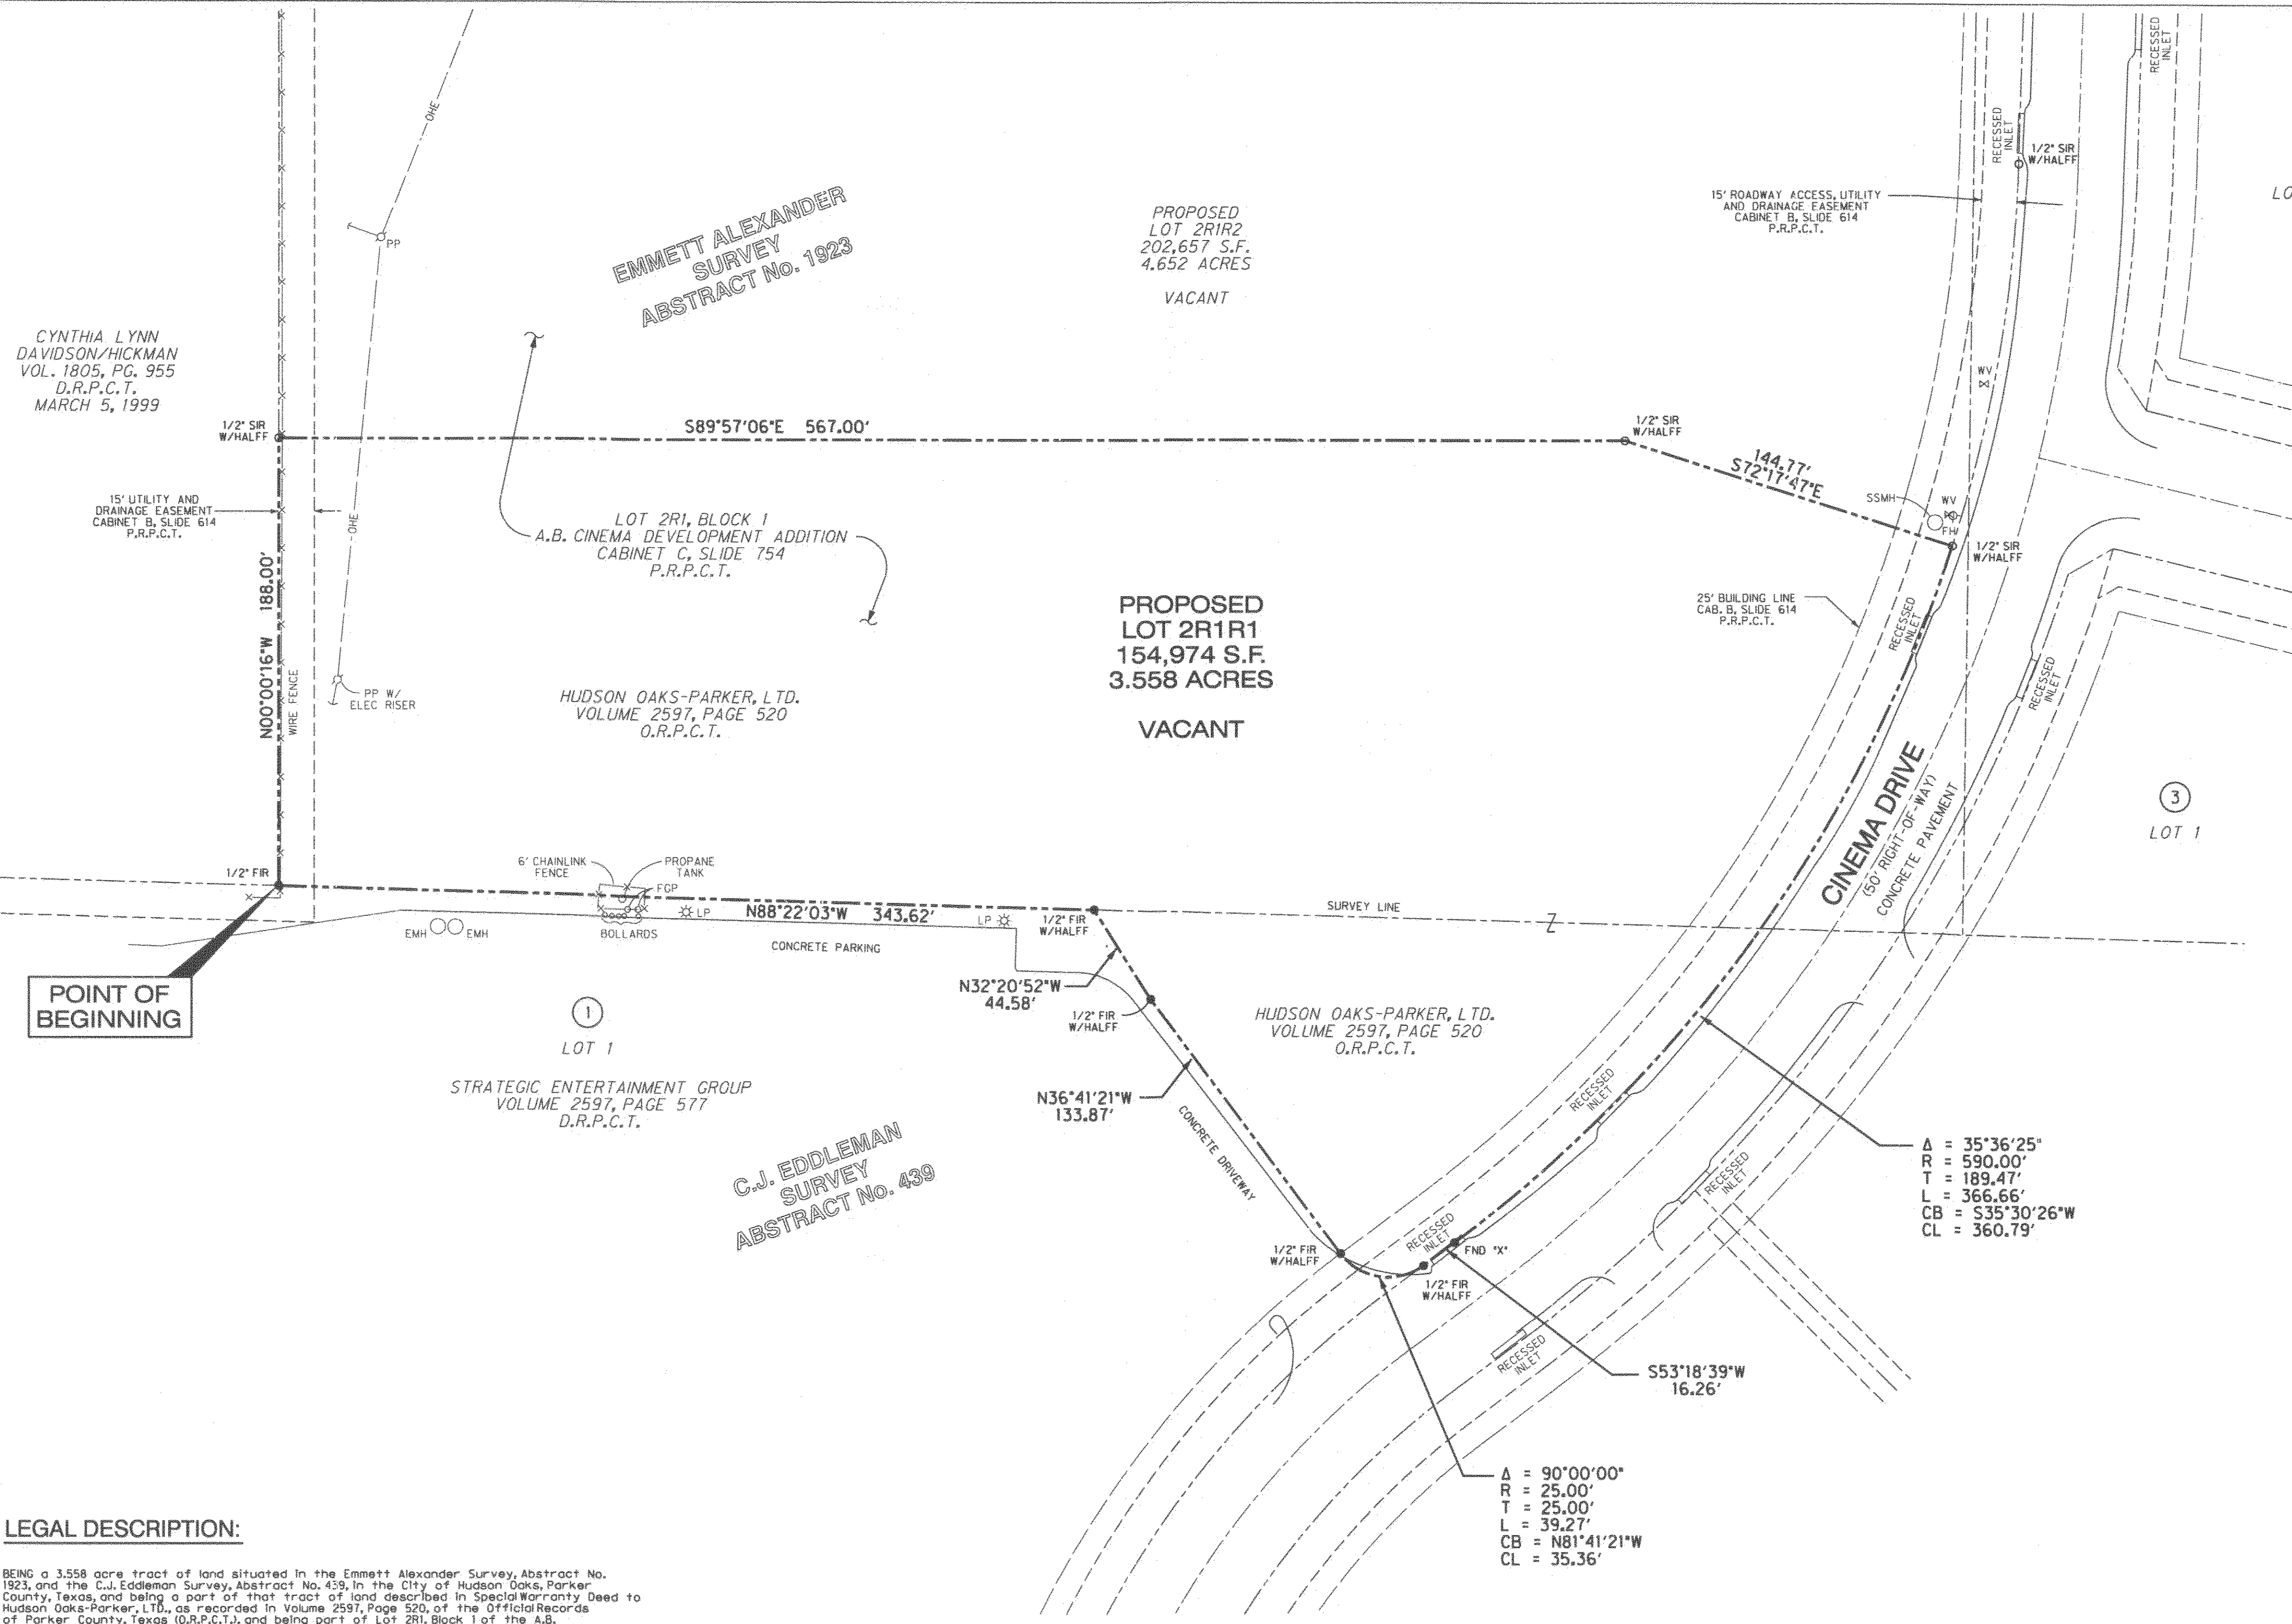 RECESSED
INLET
OHE
RECESSED
INLET
1/2" SIR
W/HALFF
15' ROADWAY ACCESS, UTILITY
AND DRAINAGE EASEMENT
CABINET B, SLIDE 614
P.R.P.C.T.
LO
EMMETT ALEXANDER
SURVEY
ABSTRACT No. 1923
PROPOSED
LOT 2R1R2
202,657 S.F.
4.652 ACRES
VACANT
PP
CYNTHIA LYNN
DAVIDSON/HICKMAN
VOL. 1805, PG. 955
D.R.P.C.T.
MARCH 5, 1999
WV
1/2" SIR
W/HALFF
S89°57'06"E 567.00'
1/2" SIR
W/HALFF
144.77'
S72°17'47"E
SSMH
WV
FH
1/2" SIR
W/HALFF
15' UTILITY AND
DRAINAGE EASEMENT
CABINET B, SLIDE 614
P.R.P.C.T.
OHE
LOT 2R1, BLOCK 1
A.B. CINEMA DEVELOPMENT ADDITION
CABINET C, SLIDE 754
P.R.P.C.T.
N00°00'16"W 188.00'
WIRE FENCE
PP W/
ELEC RISER
HUDSON OAKS-PARKER, LTD.
VOLUME 2597, PAGE 520
O.R.P.C.T.
PROPOSED
LOT 2R1R1
154,974 S.F.
3.558 ACRES
VACANT
25' BUILDING LINE
CAB. B, SLIDE 614
P.R.P.C.T.
RECESSED
INLET
RECESSED
INLET
CINEMA DRIVE
(50' RIGHT-OF-WAY)
CONCRETE PAVEMENT
3
LOT 1
1/2" FIR
6' CHAINLINK
FENCE
PROPANE
TANK
FGP
LP
N88°22'03"W 343.62'
LP
1/2" FIR
W/HALFF
SURVEY LINE
Z
EMH
EMH
BOLLARDS
CONCRETE PARKING
POINT OF
BEGINNING
N32°20'52"W
44.58'
1/2" FIR
W/HALFF
1
LOT 1
HUDSON OAKS-PARKER, LTD.
VOLLIME 2597, PAGE 520
O.R.P.C.T.
STRATEGIC ENTERTAINMENT GROUP
VOLUME 2597, PAGE 577
D.R.P.C.T.
N36°41'21"W
133.87'
CONCRETE DRIVEWAY
RECESSED
INLET
C.J. EDDLEMAN
SURVEY
ABSTRACT No. 439
Δ = 35°36'25"
R = 590.00'
T = 189.47'
L = 366.66'
CB = S35°30'26"W
CL = 360.79'
RECESSED
INLET
1/2" FIR
W/HALFF
RECESSED
INLET
FND "X"
1/2" FIR
W/HALFF
RECESSED
INLET
S53°18'39"W
16.26'
Δ = 90°00'00"
R = 25.00'
T = 25.00'
L = 39.27'
CB = N81°41'21"W
CL = 35.36'
LEGAL DESCRIPTION:
BEING a 3.558 acre tract of land situated in the Emmett Alexander Survey, Abstract No.
1923, and the C.J. Eddleman Survey, Abstract No. 439, in the City of Hudson Oaks, Parker
County, Texas, and being a part of that tract of land described in Special Warranty Deed to
Hudson Oaks-Parker, LTD., as recorded in Volume 2597, Page 520, of the Official Records
of Parker County, Texas (O.R.P.C.T.), and being part of Lot 2R1, Block 1 of the A.B.